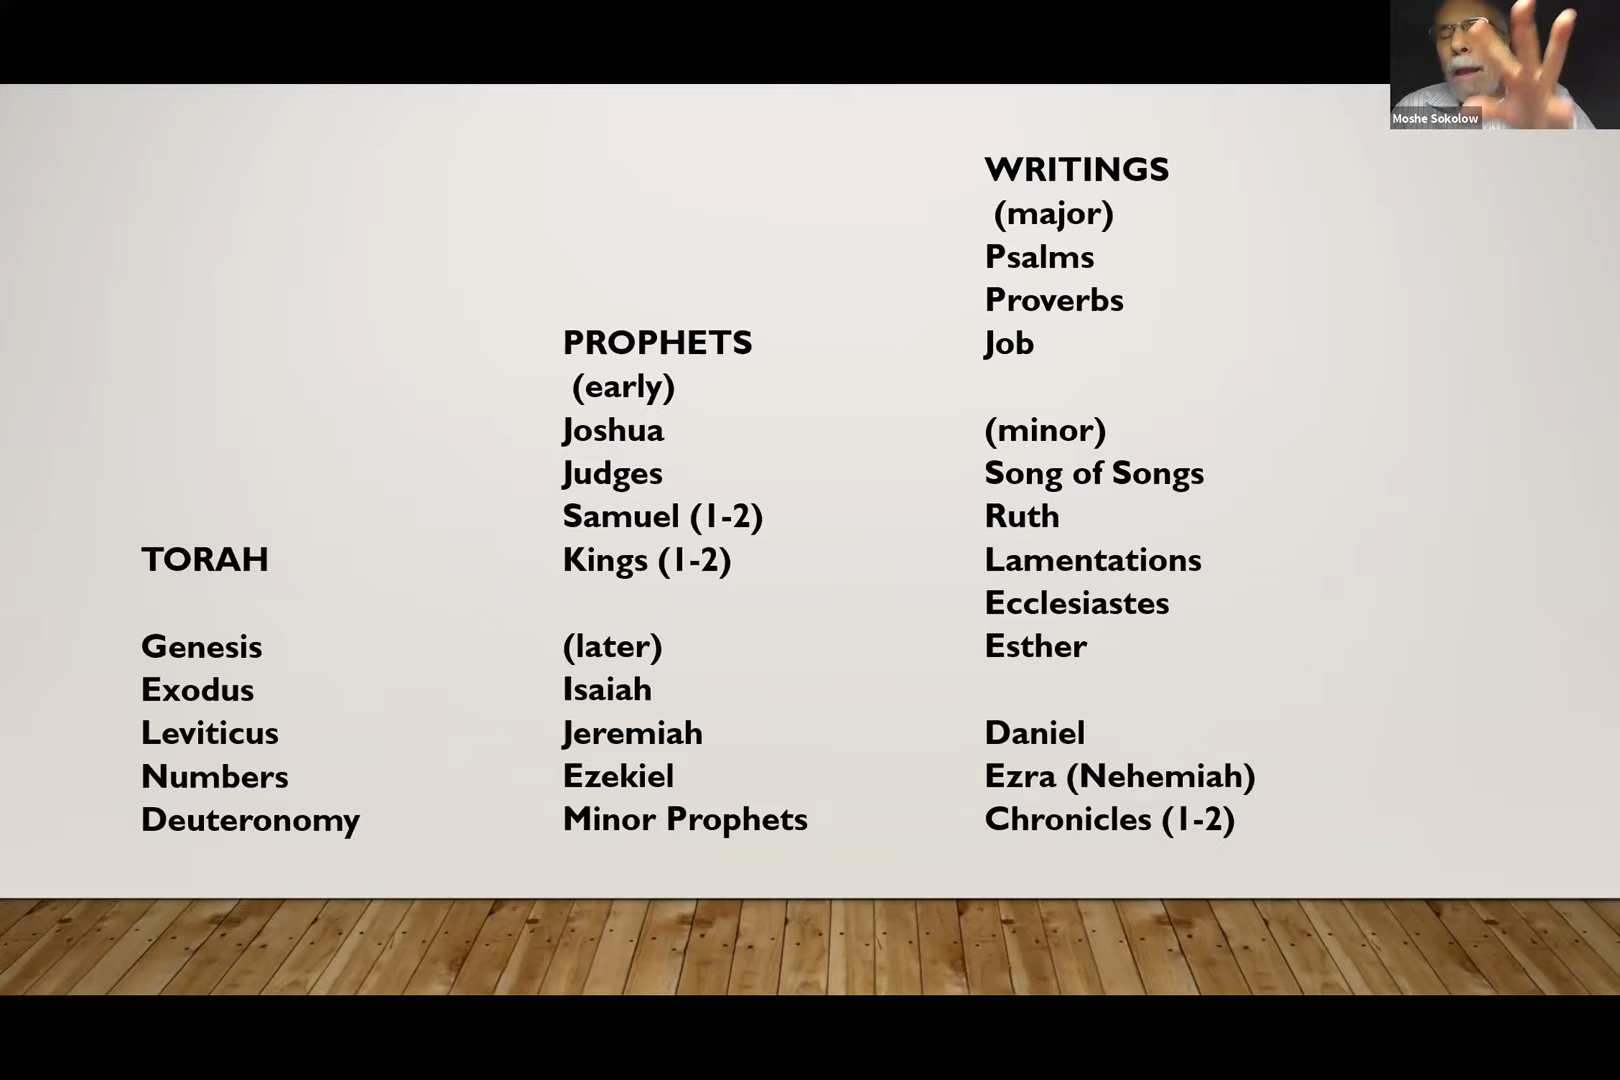 Moshe Sokolow
TORAH
Genesis
Exodus
Leviticus
Numbers
Deuteronomy
PROPHETS
(early)
Joshua
Judges
Samuel (1-2)
Kings (1-2)
(later)
Isaiah
Jeremiah
Ezekiel
Minor Prophets
WRITINGS
(major)
Psalms
Proverbs
Job
(minor)
Song of Songs
Ruth
Lamentations
Ecclesiastes
Esther
Daniel
Ezra (Nehemiah)
Chronicles (1-2)